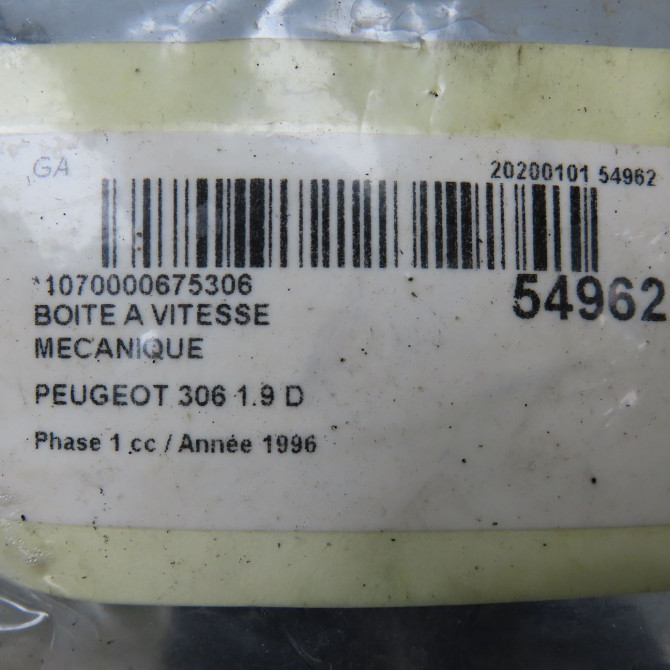 GA
20200101 54962
*1070000675306
54962
BOITE A VITESSE
MECANIQUE
PEUGEOT 306 1.9 D
Phase 1 cc / Année 1996